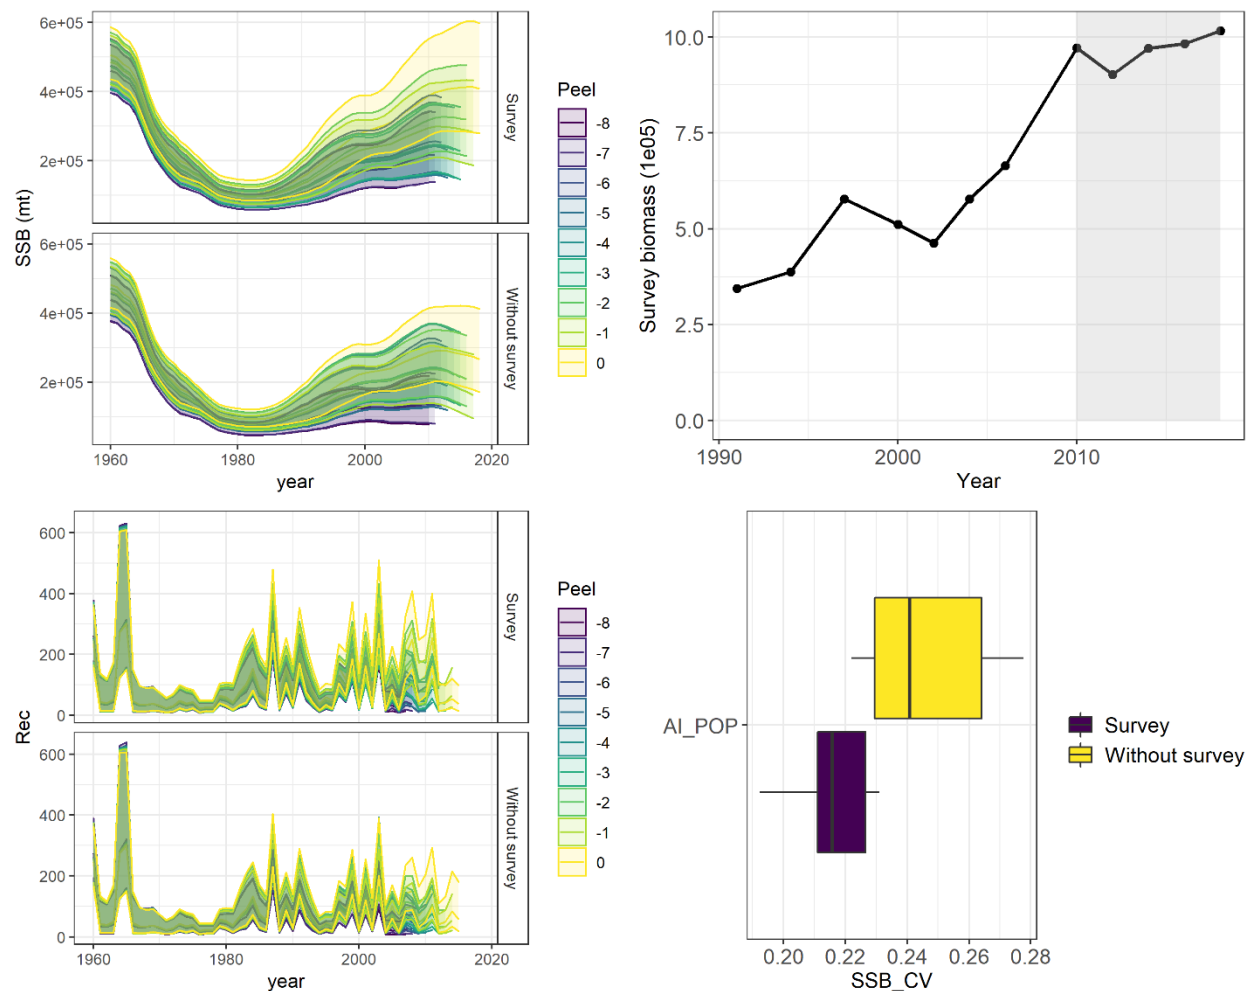 6e+05
4e+05
2e+05
Survey
6e+05
4e+05
2e+05
Without survey
SSB (mt)
1960
1980
2000
2020
year
Peel
-8
-7
-6
-5
-4
-3
-2
-1
0
10.0
7.5
5.0
2.5
0.0
Survey biomass (1e05)
1990
2000
2010
Year
600
400
200
0
Survey
600
400
200
0
Without survey
Rec
1960
1980
2000
2020
year
Peel
-8
-7
-6
-5
-4
-3
-2
-1
0
AI_POP
0.20
0.22
0.24
0.26
0.28
SSB_CV
Survey
Without survey